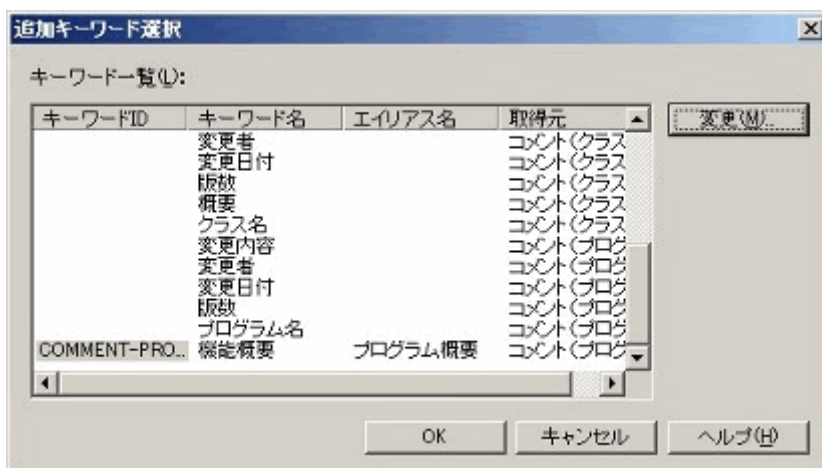 追加キーワード選択
キーワード一覧(L):
キーワードID キーワード名 エイリアス名 取得元
変更(M)...
変更者 コメント(クラス
変更日付 コメント(クラス
版数 コメント(クラス
概要 コメント(クラス
クラス名 コメント(クラス
変更内容 コメント(プログ
変更者 コメント(プログ
変更日付 コメント(プログ
版数 コメント(プログ
プログラム名 コメント(プログ
COMMENT-PRO... 機能概要 プログラム概要 コメント(プログ
OK キャンセル ヘルプ(H)